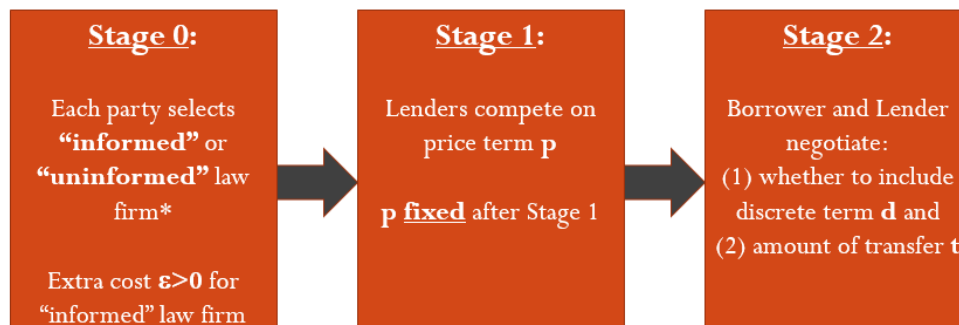 Stage 0:
Each party selects
“informed” or
“uninformed” law
firm*
Extra cost ε>0 for
“informed” law firm
Stage 1:
Lenders compete on
price term p
p fixed after Stage 1
Stage 2:
Borrower and Lender
negotiate:
(1) whether to include
discrete term d and
(2) amount of transfer t